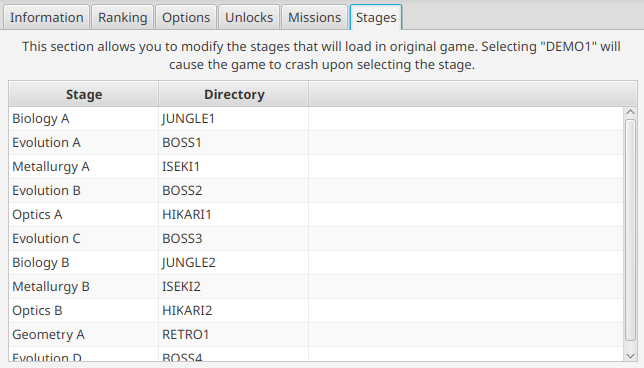 Information Ranking Options Unlocks Missions Stages
This section allows you to modify the stages that will load in original game. Selecting "DEMO1" will
cause the game to crash upon selecting the stage.
Stage Directory
Biology A JUNGLE1
Evolution A BOSS1
Metallurgy A ISEKI1
Evolution B BOSS2
Optics A HIKARI1
Evolution C BOSS3
Biology B JUNGLE2
Metallurgy B ISEKI2
Optics B HIKARI2
Geometry A RETRO1
Evolution D BOSS4